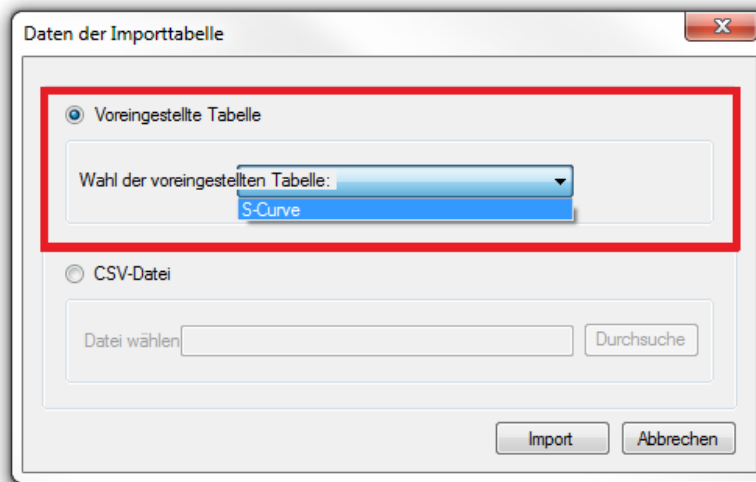 Daten der Importtabelle
Voreingestellte Tabelle
Wahl der voreingestellten Tabelle:
S-Curve
CSV-Datei
Datei wählen
Durchsuche
Import
Abbrechen